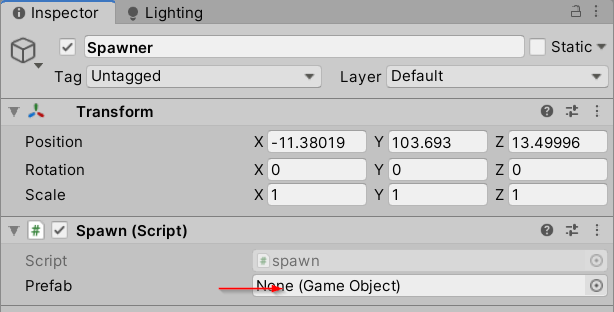 Inspector Lighting
Spawner Static
Tag Untagged Layer Default
Transform
Position X -11.38019 Y 103.693 Z 13.49996
Rotation X 0 Y 0 Z 0
Scale X 1 Y 1 Z 1
# Spawn (Script)
Script # spawn
Prefab None (Game Object)